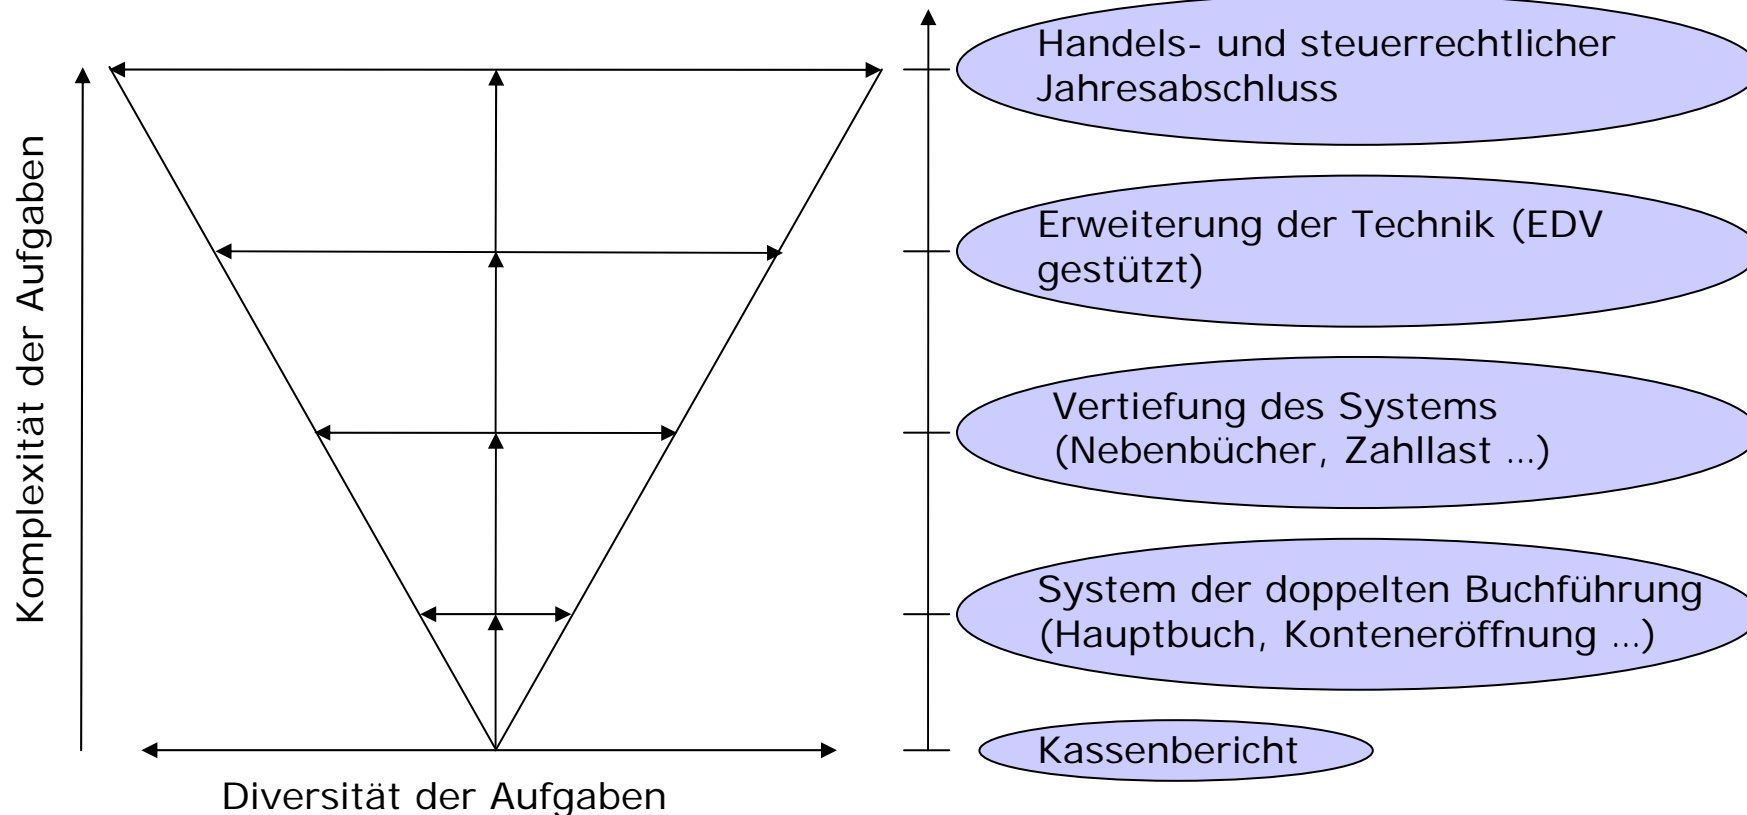 Handels- und steuerrechtlicher
Jahresabschluss
Erweiterung der Technik (EDV
gestützt)
Vertiefung des Systems
(Nebenbücher, Zahllast ...)
System der doppelten Buchführung
(Hauptbuch, Konteneröffnung ...)
Kassenbericht
Komplexität der Aufgaben
Diversität der Aufgaben